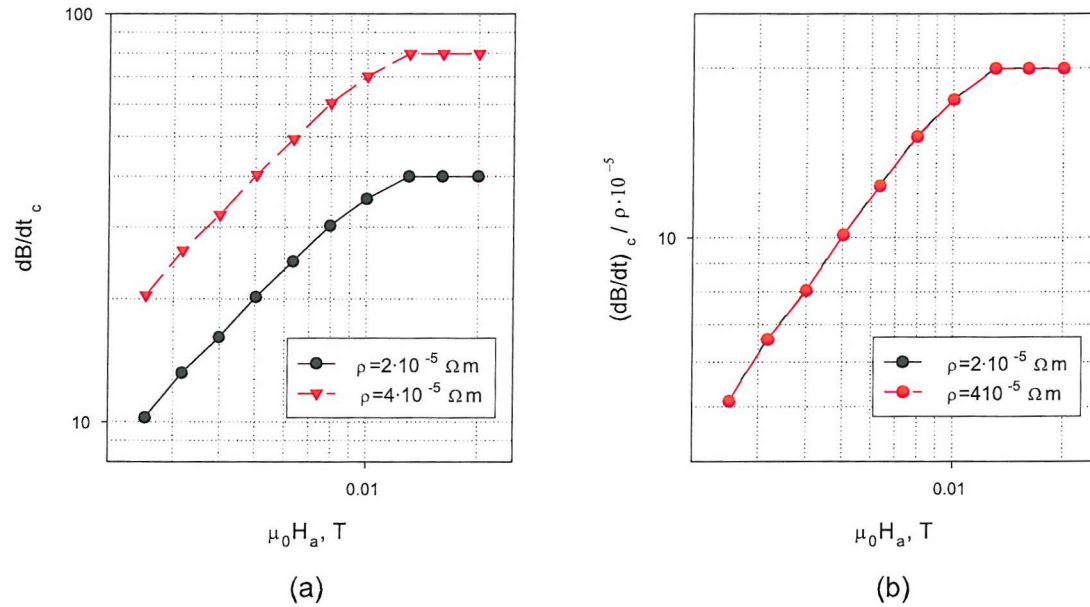 100
10
dB/dt c
ρ=2·10 -5 Ωm
ρ=4·10 -5 Ωm
0.01
μ0Ha, T
(a)
10
(dB/dt) c / ρ·10 -5
ρ=2·10 -5 Ωm
ρ=410 -5 Ωm
0.01
μ0Ha, T
(b)